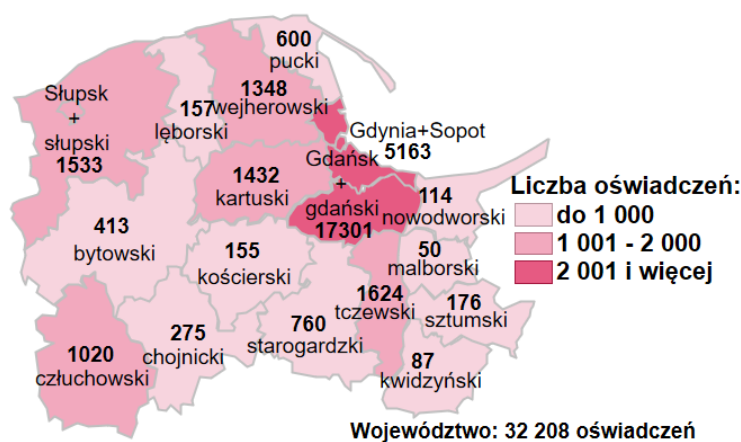 600
pucki
1348
wejherowski
157
lęborski
Słupsk
+
słupski
1533
Gdynia+Sopot
5163
1432
kartuski
Gdańsk
+
gdański
17301
114
nowodworski
413
bytowski
155
kościerski
50
malborski
1624
tczewski
176
sztumski
760
starogardzki
275
chojnicki
1020
człuchowski
87
kwidzyński
Liczba oświadczeń:
do 1 000
1 001 - 2 000
2 001 i więcej
Województwo: 32 208 oświadczeń